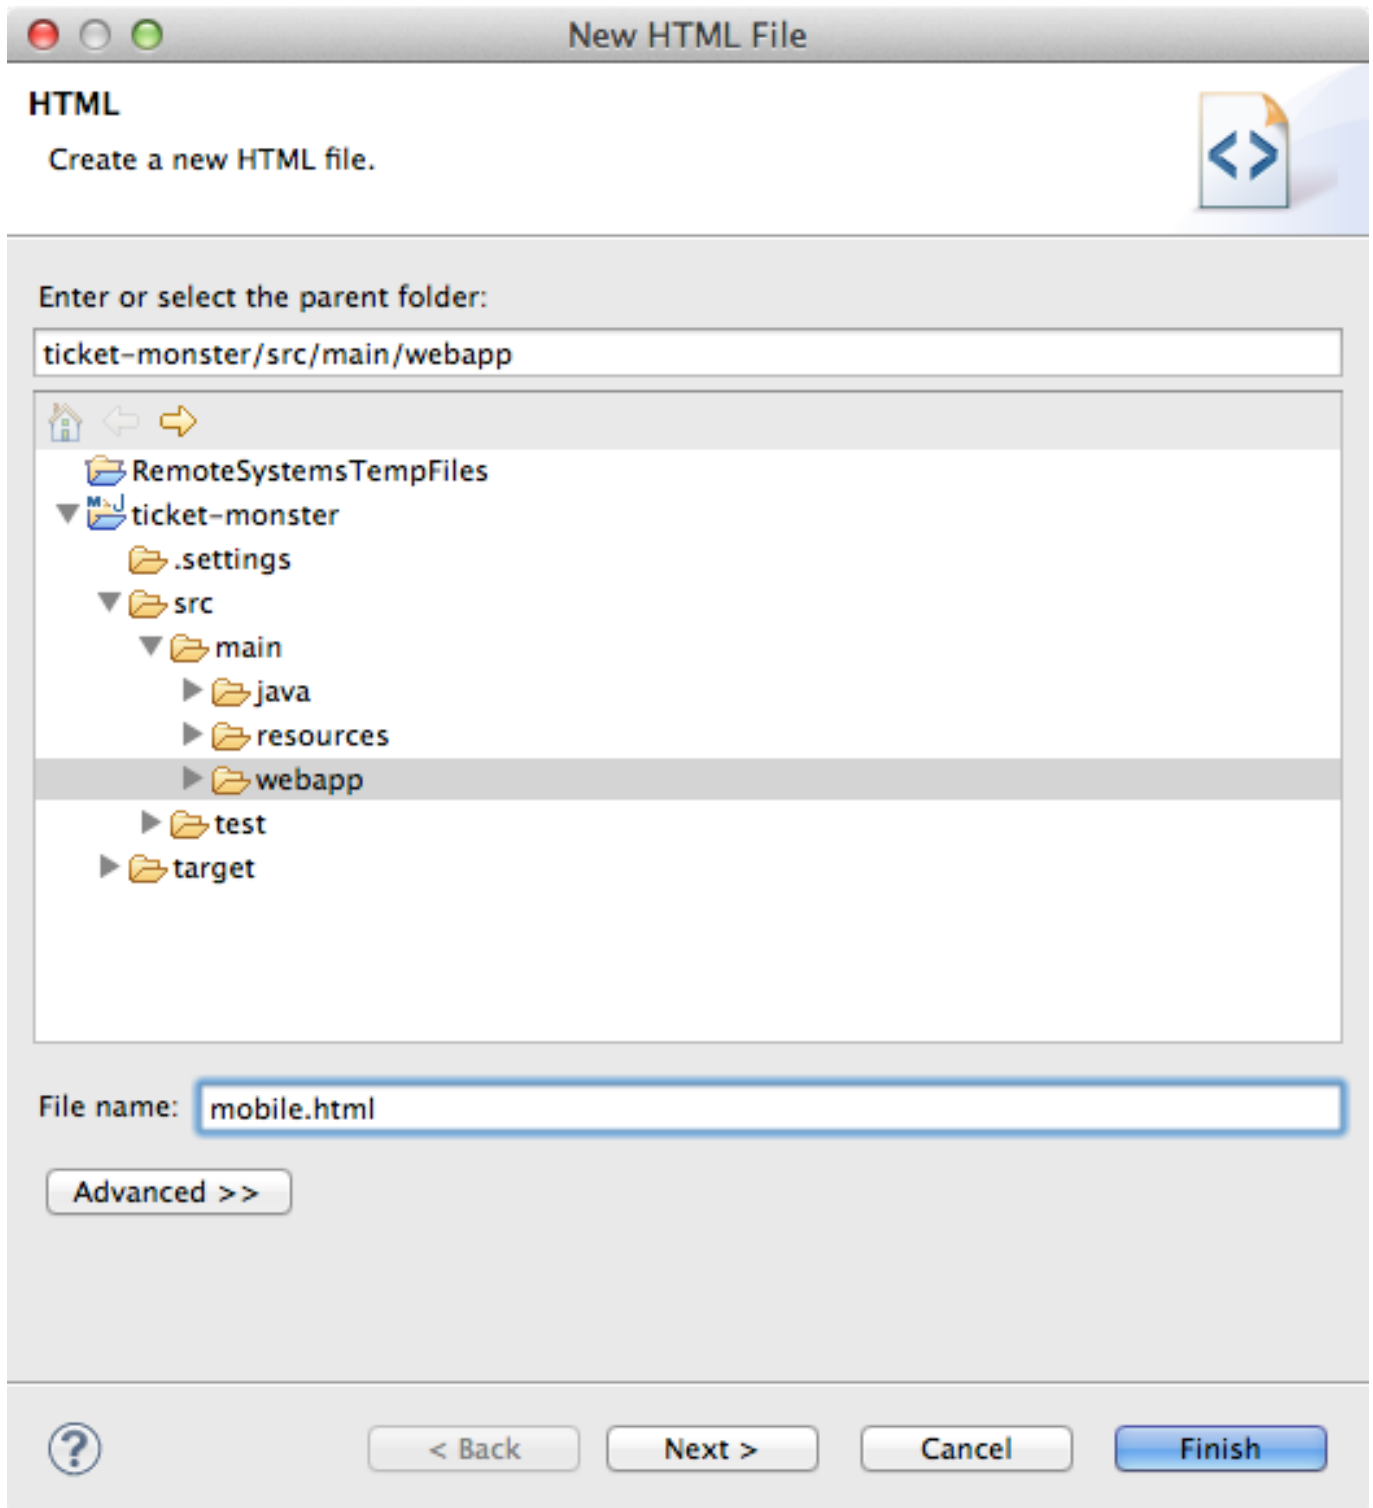 New HTML File
HTML
Create a new HTML file.
Enter or select the parent folder:
ticket-monster/src/main/webapp
RemoteSystemsTempFiles
ticket-monster
.settings
src
main
java
resources
webapp
test
target
File name: mobile.html
Advanced >>
< Back Next > Cancel Finish